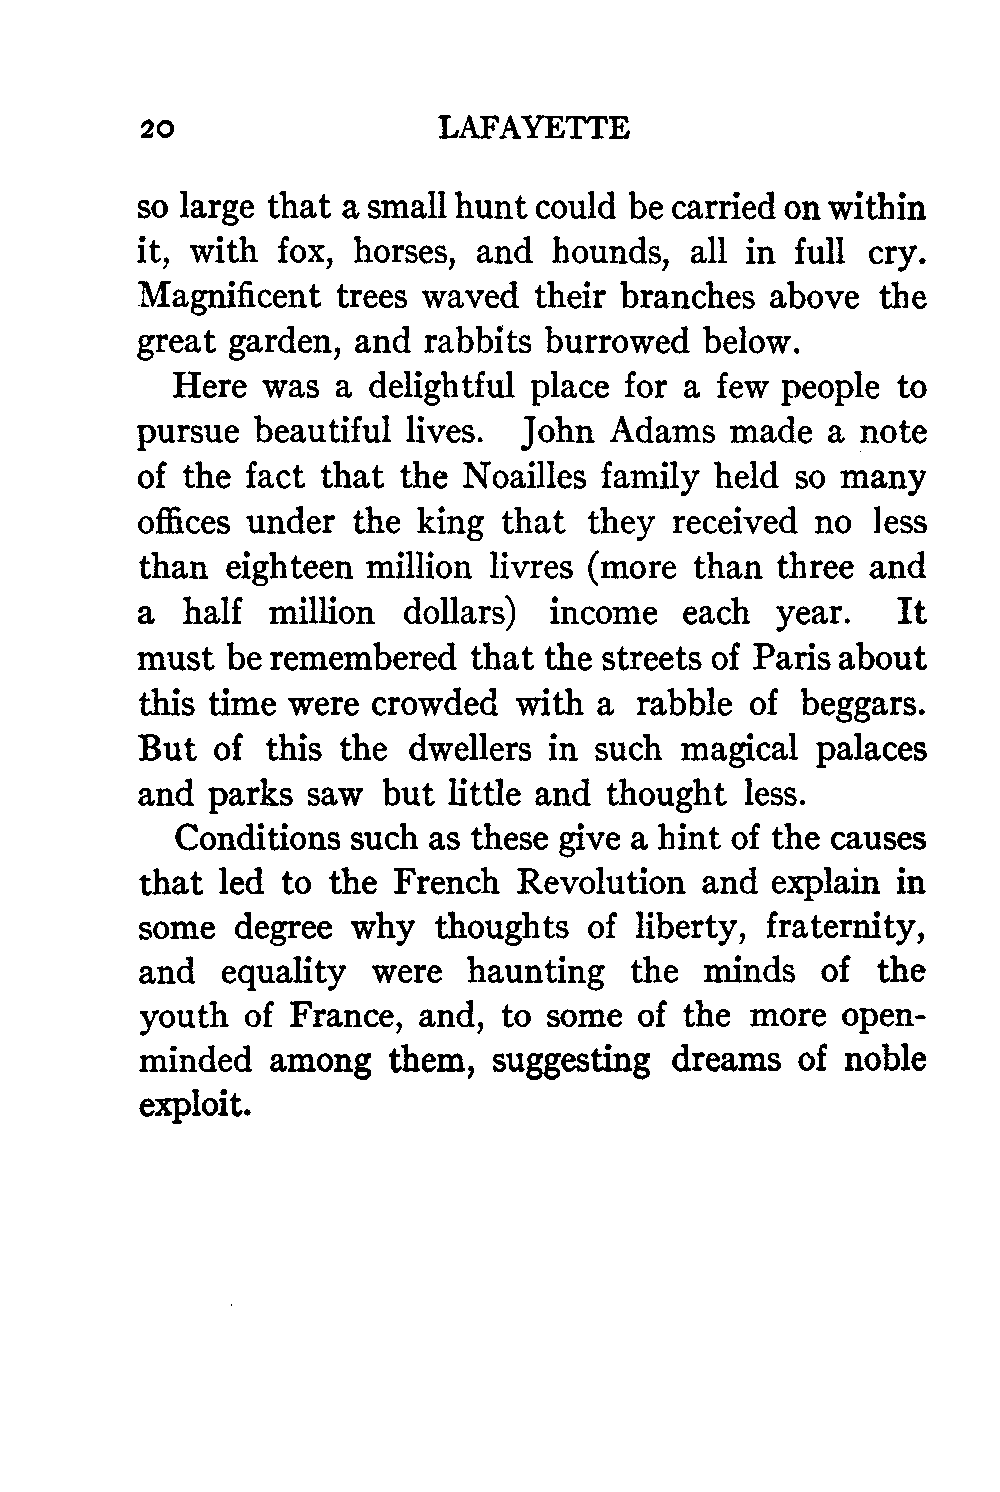 20 LAFAYETTE
so large that a small hunt could be carried on within
it, with fox, horses, and hounds, all in full cry.
Magnificent trees waved their branches above the
great garden, and rabbits burrowed below.
Here was a delightful place for a few people to
pursue beautiful lives. John Adams made a note
of the fact that the Noailles family held so many
offices under the king that they received no less
than eighteen million livres (more than three and
a half million dollars) income each year. It
must be remembered that the streets of Paris about
this time were crowded with a rabble of beggars.
But of this the dwellers in such magical palaces
and parks saw but little and thought less.
Conditions such as these give a hint of the causes
that led to the French Revolution and explain in
some degree why thoughts of liberty, fraternity,
and equality were haunting the minds of the
youth of France, and, to some of the more open-
minded among them, suggesting dreams of noble
exploit.